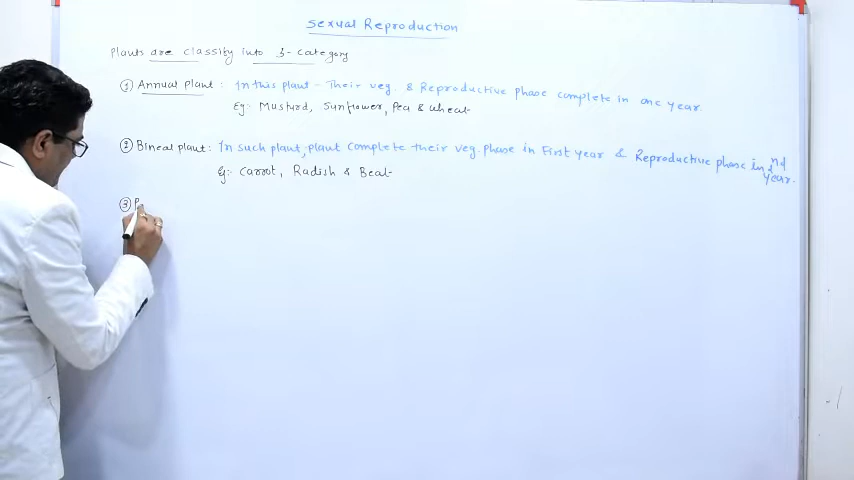 Sexual Reproduction
Plants are classify into 3- category
① Annual Plant : In this plant - Their veg. & Reproductive phase complete in one year.
Eg:- Mustard, Sunflower, Pea & wheat
② Bineal plant : In such plant, plant complete their veg. phase in First year & Reproductive phase in 2nd year.
Eg:- Carrot, Radish & Beat
③ P